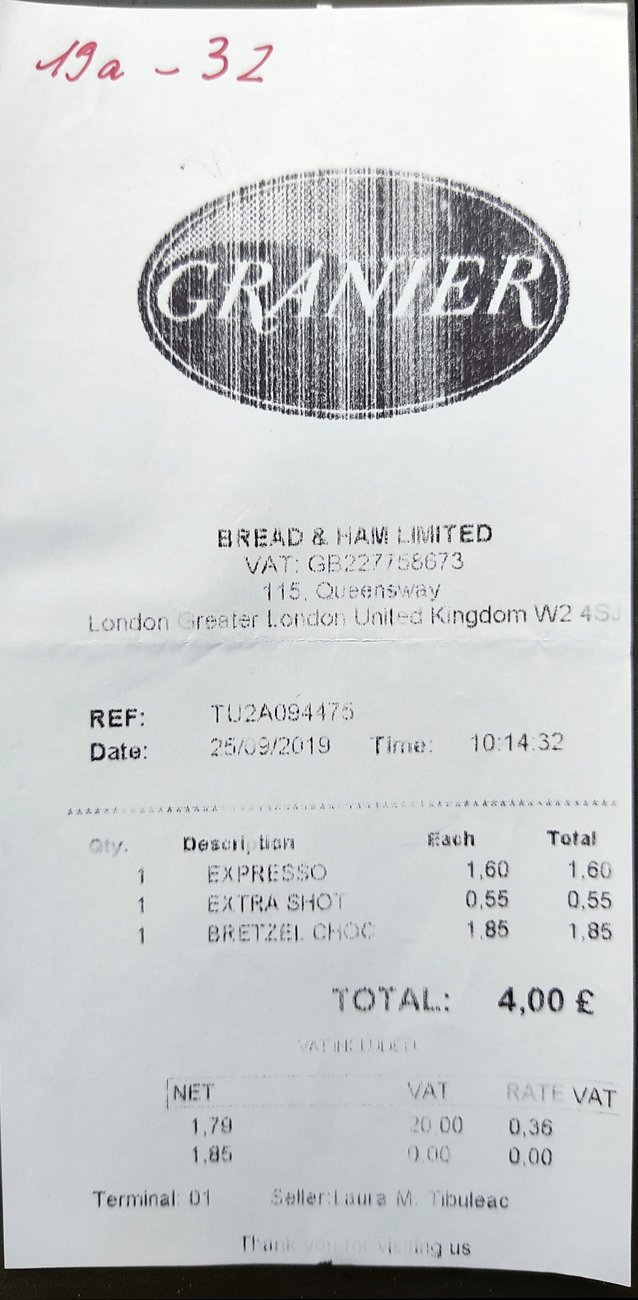 19a - 32
GRANIER
BREAD & HAM LIMITED
VAT: GB227758673
115, Queensway
London Greater London United Kingdom W2 4SJ
REF: TU2A094475
Date: 25/09/2019 Time: 10:14:32
Qty. Description Each Total
1 EXPRESSO 1,60 1,60
1 EXTRA SHOT 0,55 0,55
1 BRETZEL CHOC 1,85 1,85
TOTAL: 4,00 £
VAT INCLUDED
NET VAT RATE VAT
1,79 20.00 0,36
1,85 0.00 0,00
Terminal: 01 Seller: Laura M. Tibuleac
Thank you for visiting us